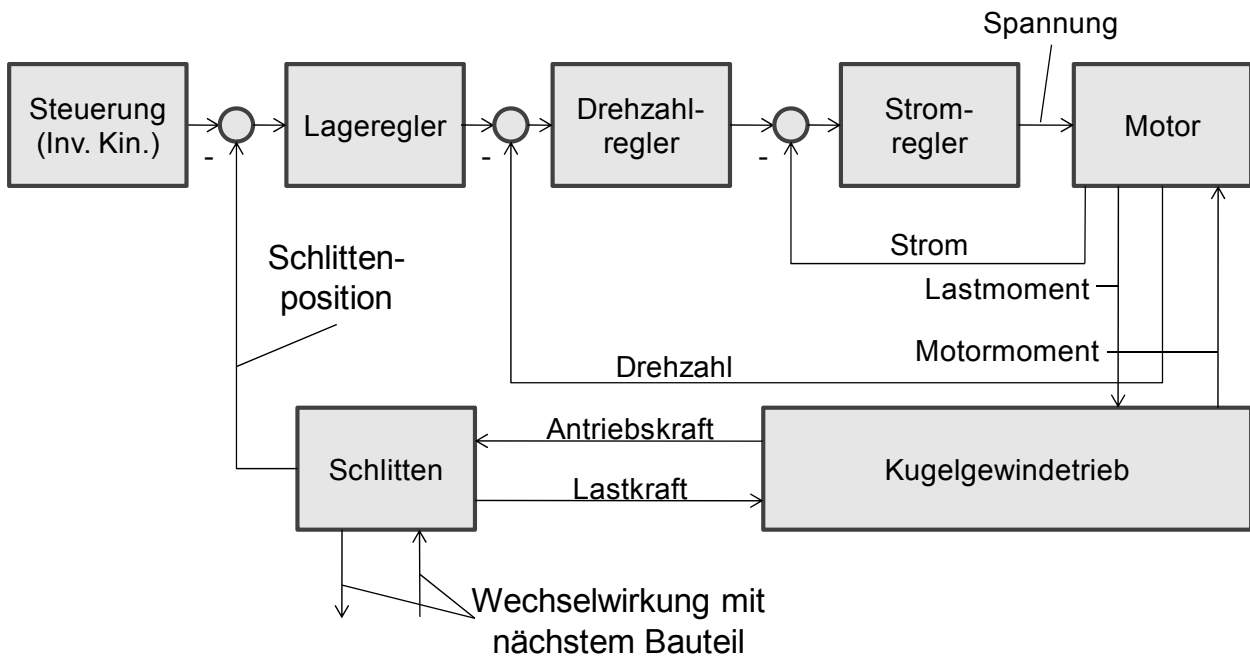 Spannung
Steuerung
(Inv. Kin.)
-
Lageregler
-
Drehzahl-
regler
-
Strom-
regler
Motor
Strom
Schlitten-
position
Lastmoment
Motormoment
Drehzahl
Antriebskraft
Schlitten
Lastkraft
Kugelgewindetrieb
Wechselwirkung mit
nächstem Bauteil